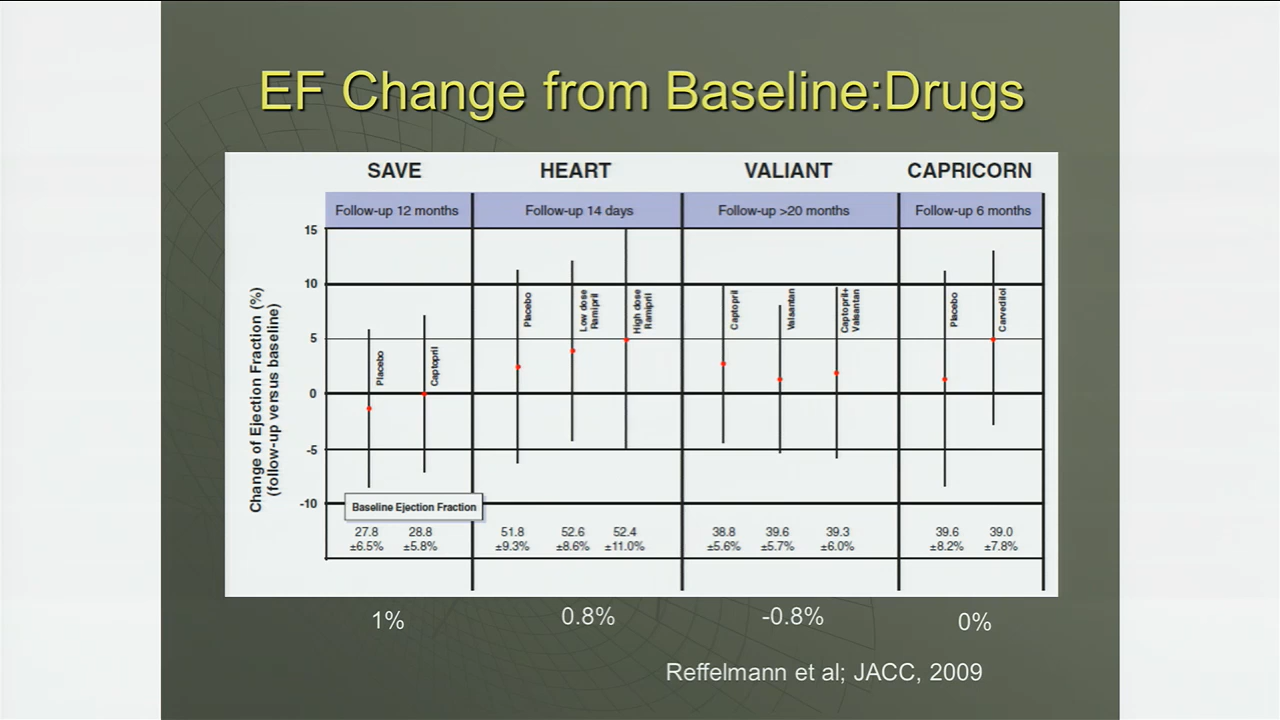 EF Change from Baseline:Drugs
SAVE HEART VALIANT CAPRICORN
Follow-up 12 months Follow-up 14 days Follow-up >20 months Follow-up 6 months
Change of Ejection Fraction (%)
(follow-up versus baseline)
15
10
5
0
-5
-10
Placebo
Captopril
Placebo
Low dose
Ramipril
High dose
Ramipril
Captopril
Valaantan
Captopril+
Valsantan
Placebo
Carvedilol
Baseline Ejection Fraction
27.8 28.8 51.8 52.6 52.4 38.8 39.6 39.3 39.6 39.0
±6.5% ±5.8% ±9.3% ±8.6% ±11.0% ±5.6% ±5.7% ±6.0% ±8.2% ±7.8%
1% 0.8% -0.8% 0%
Reffelmann et al; JACC, 2009